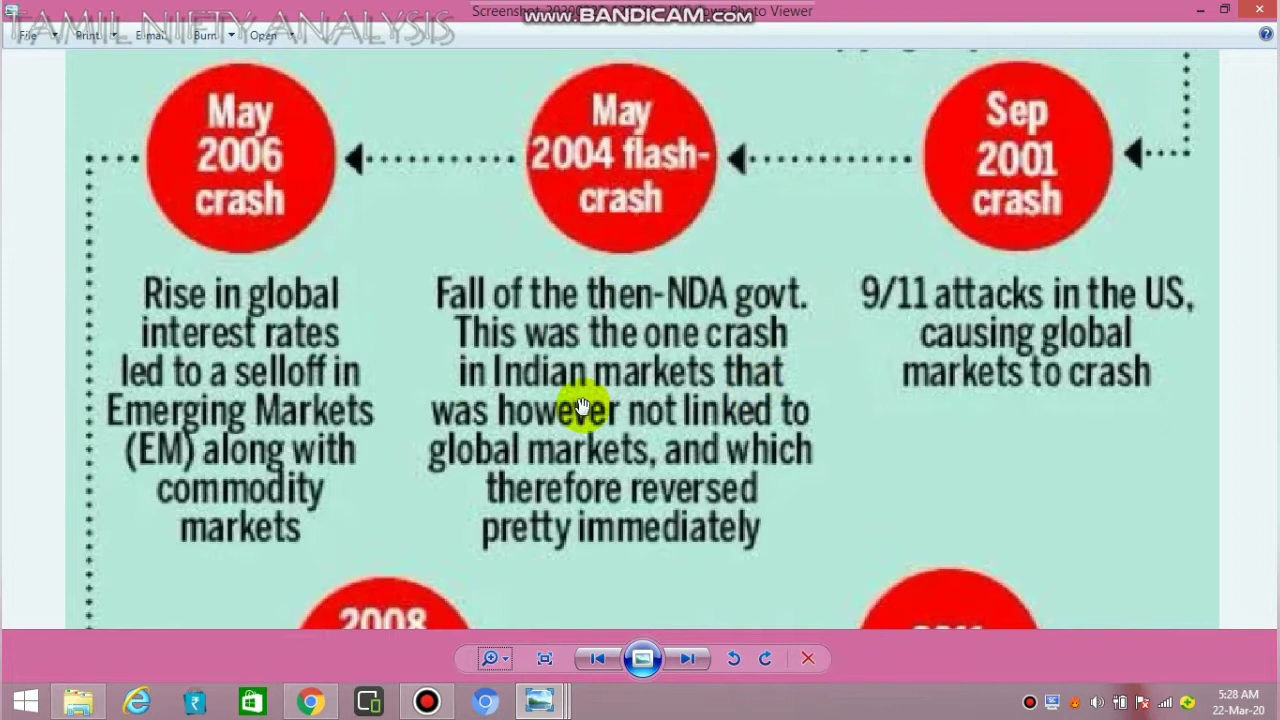 TAMIL NIFTY ANALYSIS
www.BANDICAM.com
Photo Viewer
File
Print
E-mail
Burn
Open
May
2006
crash
May
2004 flash-
crash
Sep
2001
crash
Rise in global
interest rates
led to a selloff in
Emerging Markets
(EM) along with
commodity
markets
Fall of the then-NDA govt.
This was the one crash
in Indian markets that
was however not linked to
global markets, and which
therefore reversed
pretty immediately
9/11 attacks in the US,
causing global
markets to crash
2008
5:28 AM
22-Mar-20